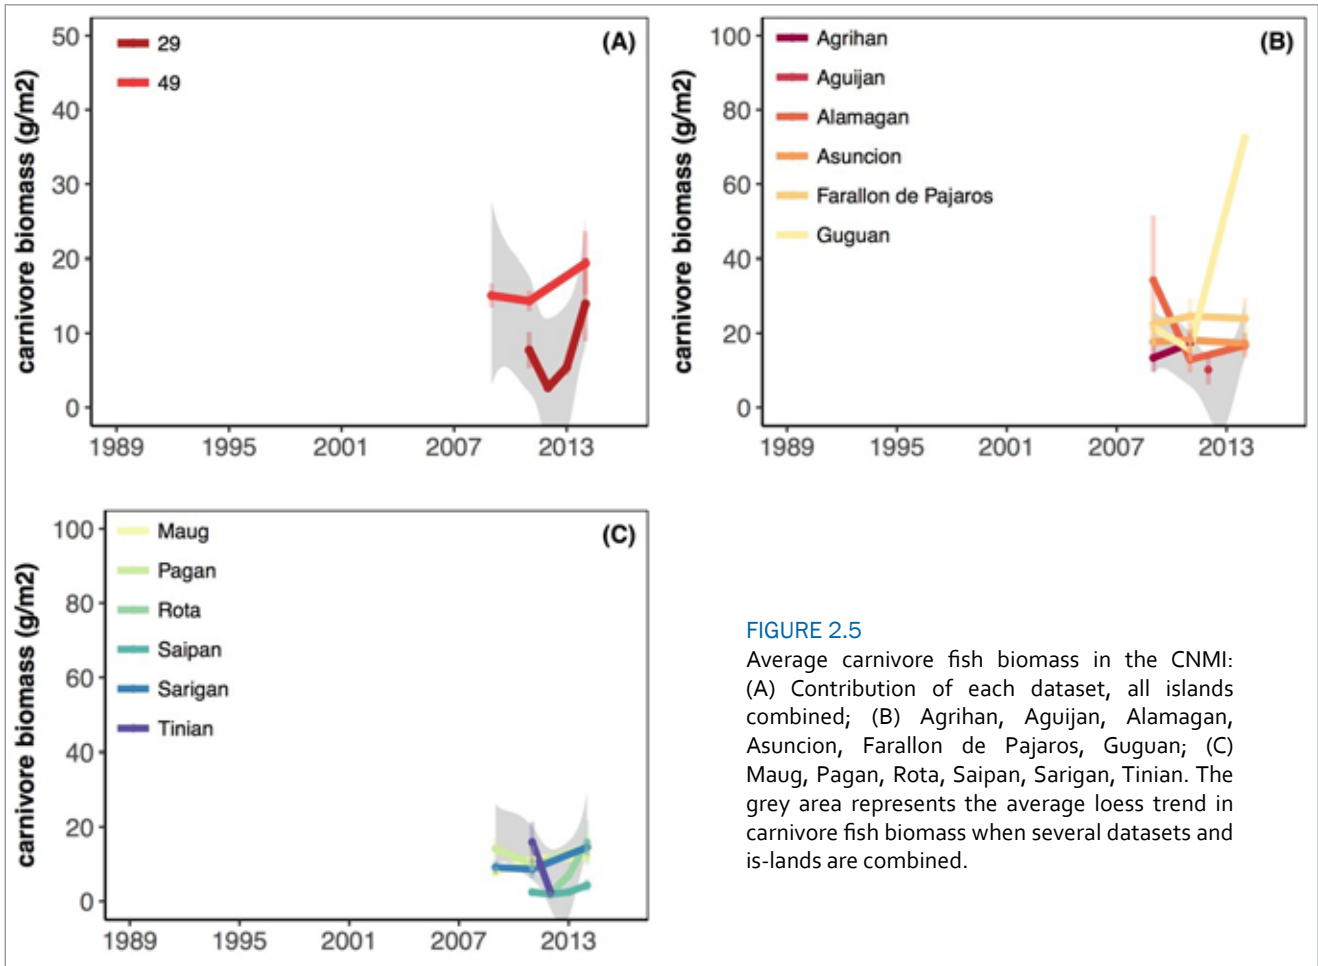 carnivore biomass (g/m2)
50
40
30
20
10
0
29
49
(A)
1989 1995 2001 2007 2013
carnivore biomass (g/m2)
100
80
60
40
20
0
Agrihan
Aguijan
Alamagan
Asuncion
Farallon de Pajaros
Guguan
(B)
1989 1995 2001 2007 2013
carnivore biomass (g/m2)
100
80
60
40
20
0
Maug
Pagan
Rota
Saipan
Sarigan
Tinian
(C)
1989 1995 2001 2007 2013
FIGURE 2.5
Average carnivore fish biomass in the CNMI:
(A) Contribution of each dataset, all islands
combined; (B) Agrihan, Aguijan, Alamagan,
Asuncion, Farallon de Pajaros, Guguan; (C)
Maug, Pagan, Rota, Saipan, Sarigan, Tinian. The
grey area represents the average loess trend in
carnivore fish biomass when several datasets and
is-lands are combined.